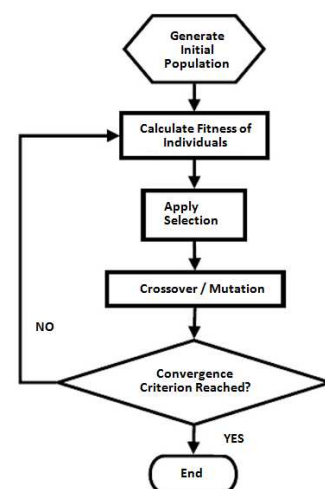 Generate
Initial
Population
Calculate Fitness of
Individuals
Apply
Selection
Crossover / Mutation
NO
Convergence
Criterion Reached?
YES
End